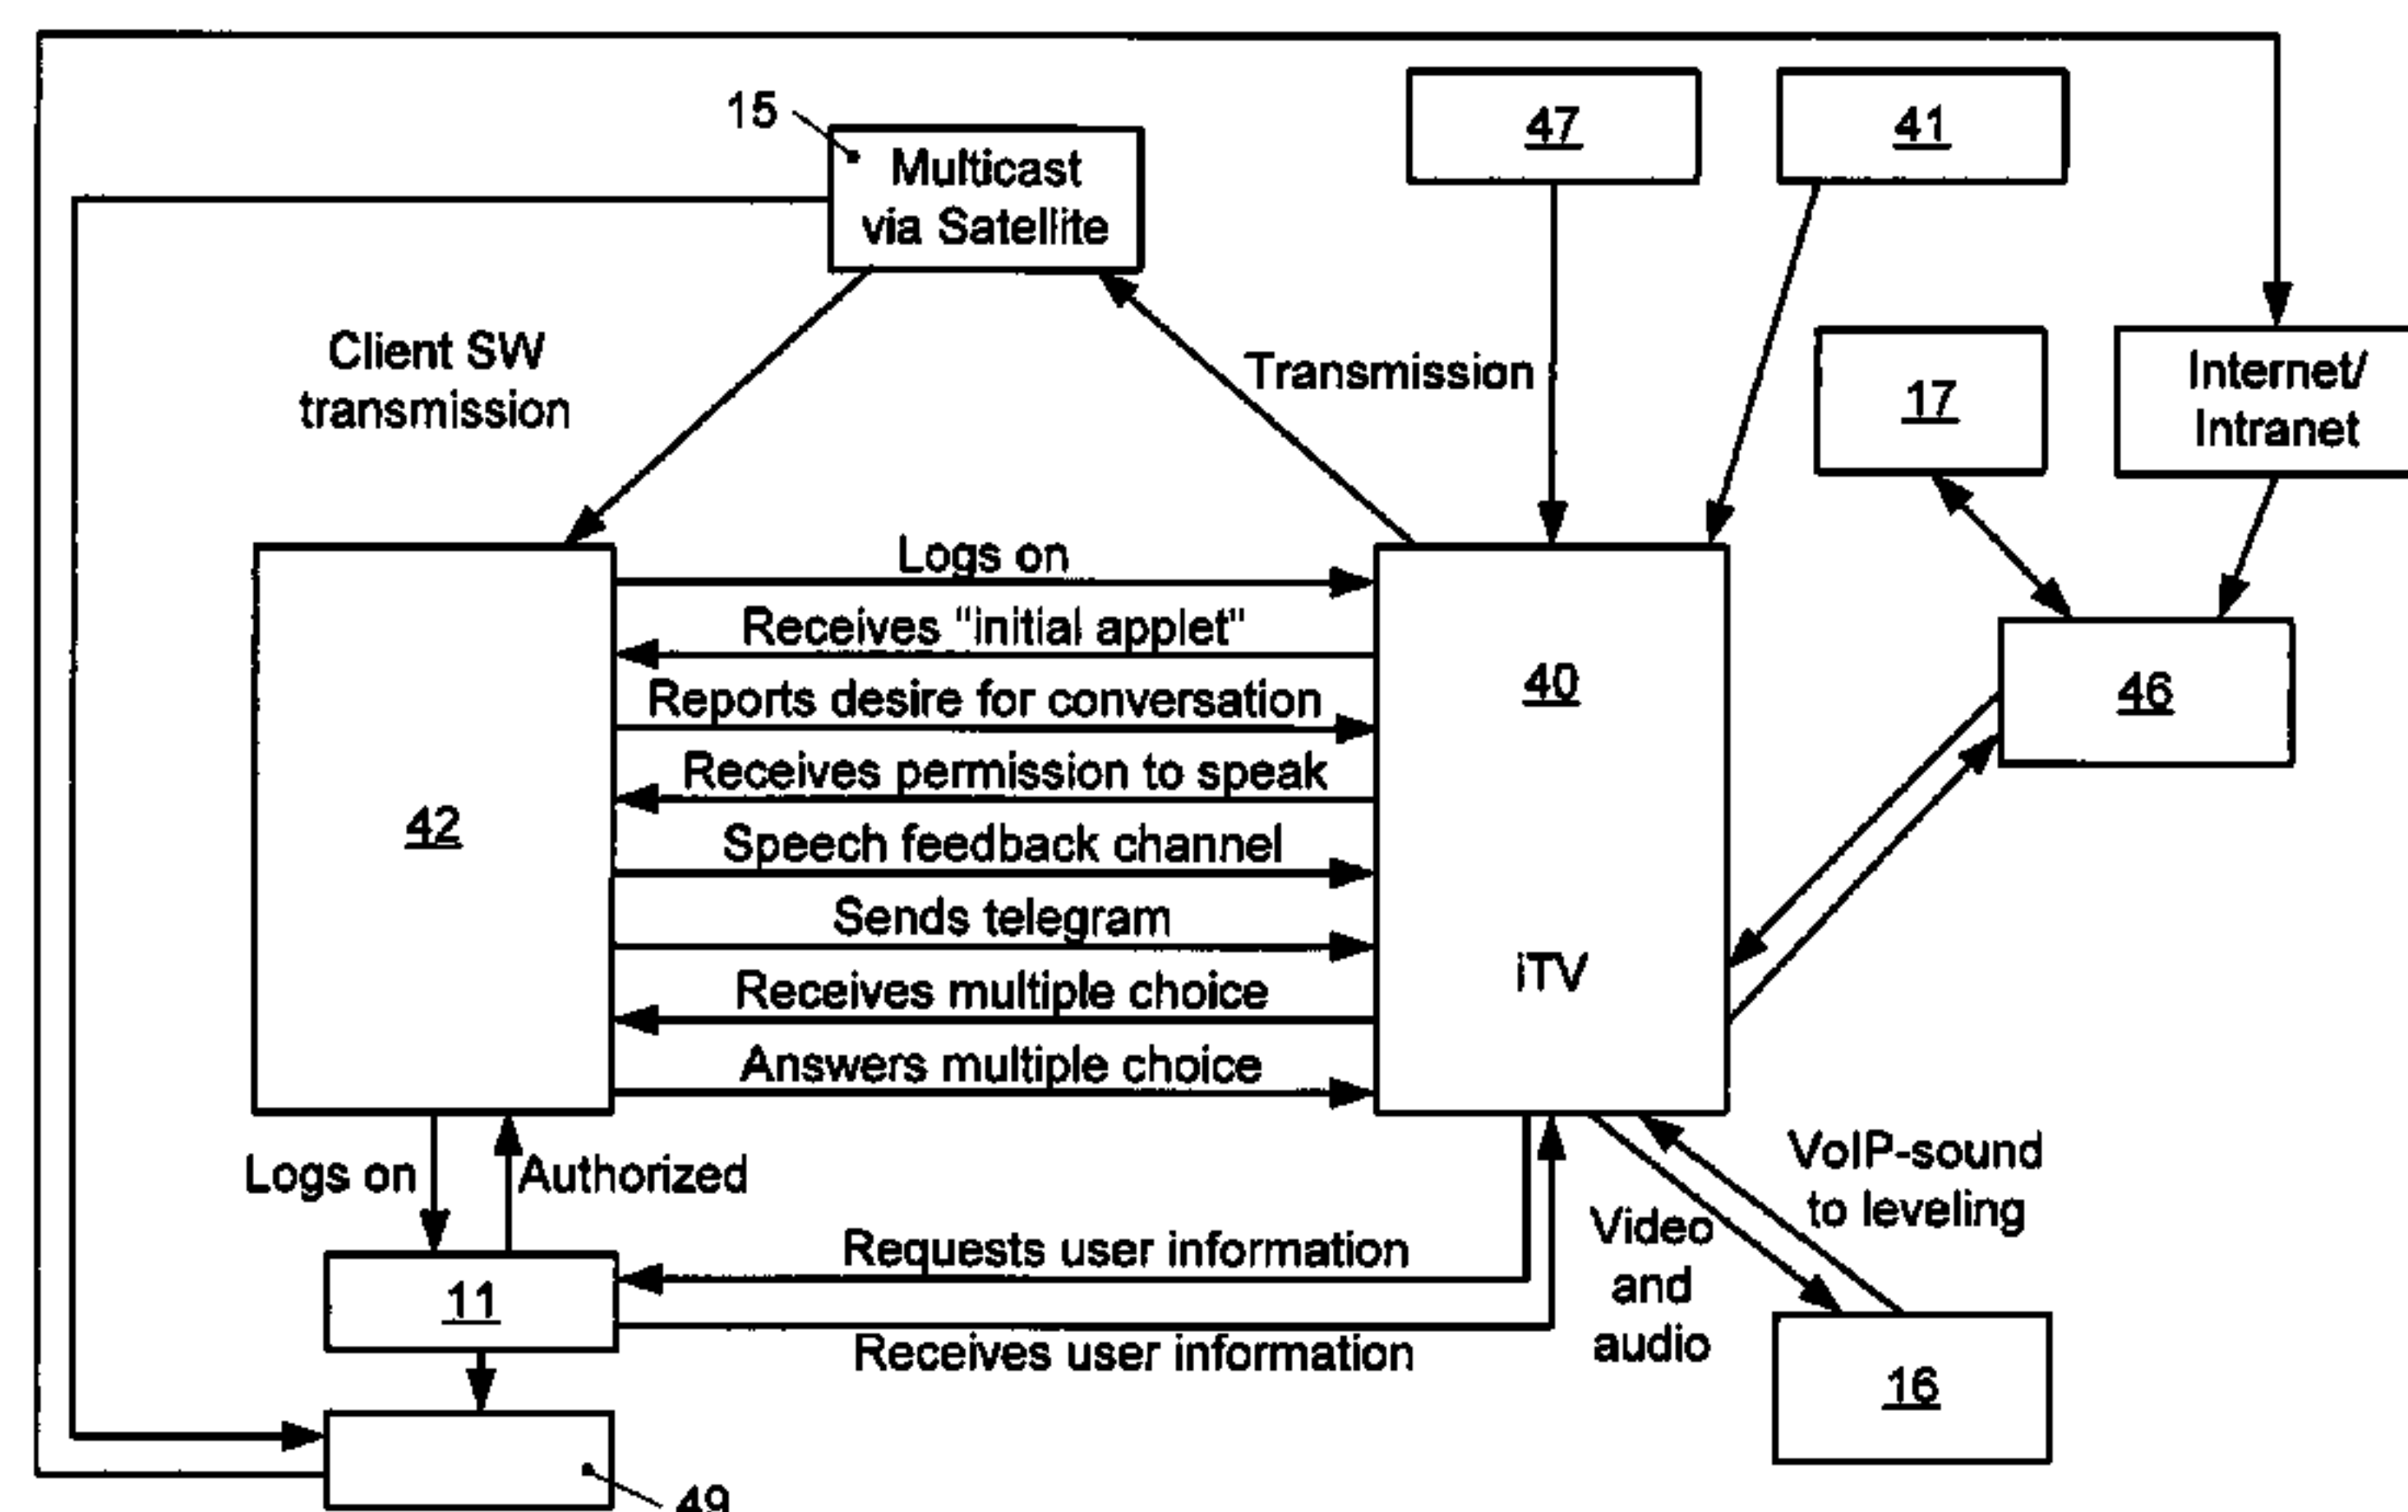 15
Multicast
via Satellite
47
41
Client SW
transmission
Transmission
17
Internet/
Intranet
Logs on
Receives "initial applet"
Reports desire for conversation
Receives permission to speak
Speech feedback channel
Sends telegram
Receives multiple choice
Answers multiple choice
42
40
iTV
46
Logs on
Authorized
Requests user information
Receives user information
Video
and
audio
VoIP-sound
to leveling
11
16
49